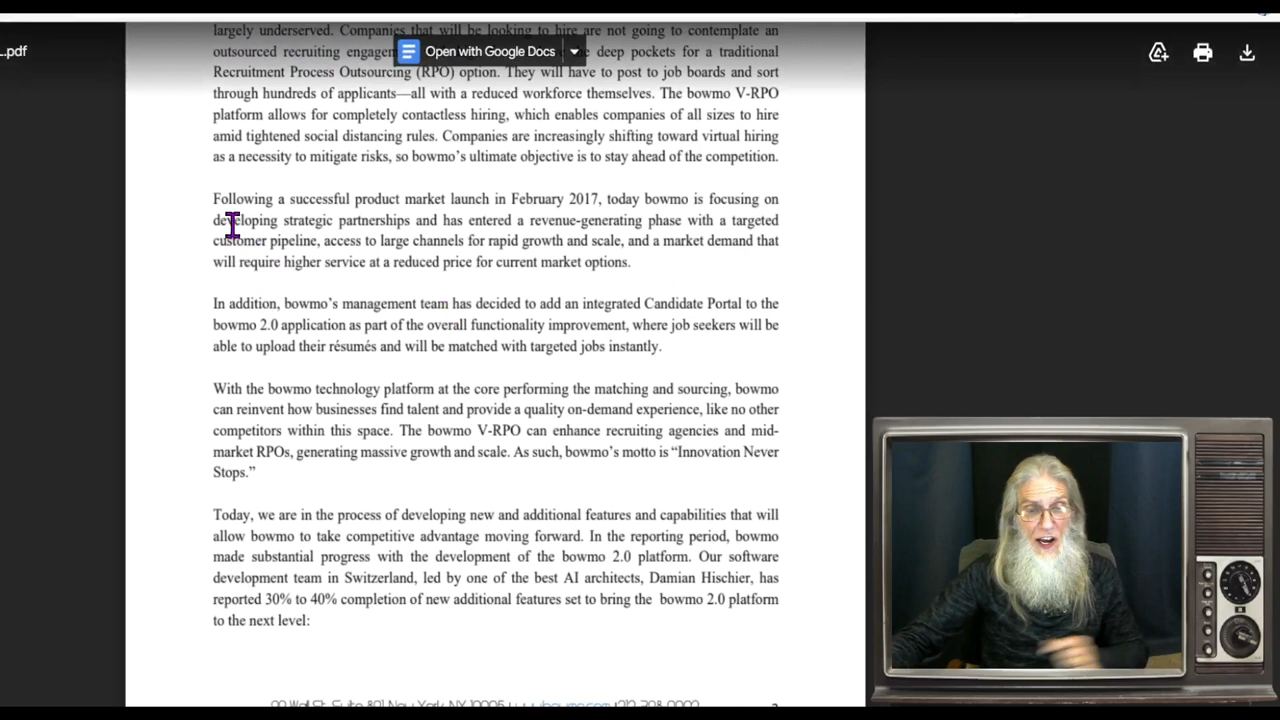 largely underserved. Companies that will be looking to hire are not going to contemplate an
..pdf
Open with Google Docs
outsourced recruiting engagem deep pockets for a traditional
Recruitment Process Outsourcing (RPO) option. They will have to post to job boards and sort
through hundreds of applicants—all with a reduced workforce themselves. The bowmo V-RPO
platform allows for completely contactless hiring, which enables companies of all sizes to hire
amid tightened social distancing rules. Companies are increasingly shifting toward virtual hiring
as a necessity to mitigate risks, so bowmo’s ultimate objective is to stay ahead of the competition.
Following a successful product market launch in February 2017, today bowmo is focusing on
developing strategic partnerships and has entered a revenue-generating phase with a targeted
customer pipeline, access to large channels for rapid growth and scale, and a market demand that
will require higher service at a reduced price for current market options.
In addition, bowmo’s management team has decided to add an integrated Candidate Portal to the
bowmo 2.0 application as part of the overall functionality improvement, where job seekers will be
able to upload their résumés and will be matched with targeted jobs instantly.
With the bowmo technology platform at the core performing the matching and sourcing, bowmo
can reinvent how businesses find talent and provide a quality on-demand experience, like no other
competitors within this space. The bowmo V-RPO can enhance recruiting agencies and mid-
market RPOs, generating massive growth and scale. As such, bowmo’s motto is “Innovation Never
Stops.”
Today, we are in the process of developing new and additional features and capabilities that will
allow bowmo to take competitive advantage moving forward. In the reporting period, bowmo
made substantial progress with the development of the bowmo 2.0 platform. Our software
development team in Switzerland, led by one of the best AI architects, Damian Hischier, has
reported 30% to 40% completion of new additional features set to bring the bowmo 2.0 platform
to the next level: